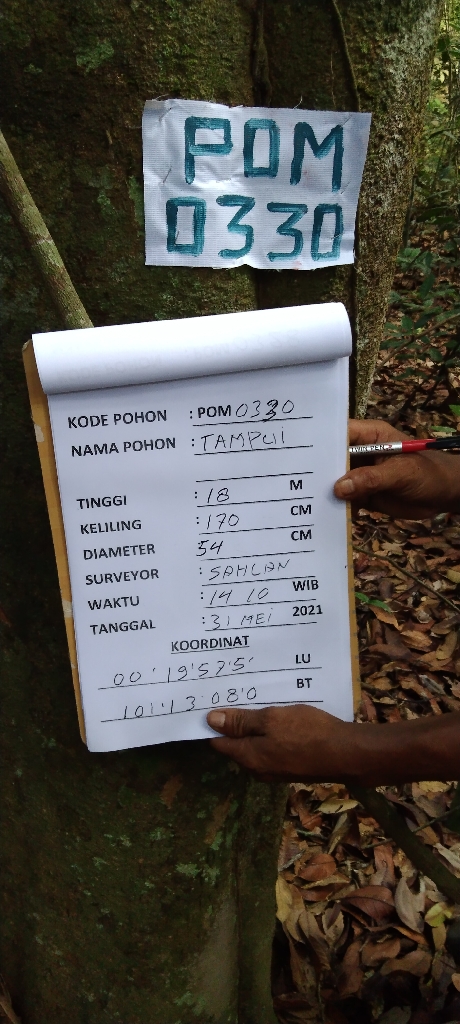 POM
0330
KODE POHON : POM 0330
NAMA POHON : TAMPUI
TINGGI : 18 M
KELILING : 170 CM
DIAMETER 54 CM
SURVEYOR : SAHLAN
WAKTU : 14 10 WIB
TANGGAL : 31 MEI 2021
KOORDINAT
00'19'57'5' LU
101'13'08'0 BT
TWIN PEN